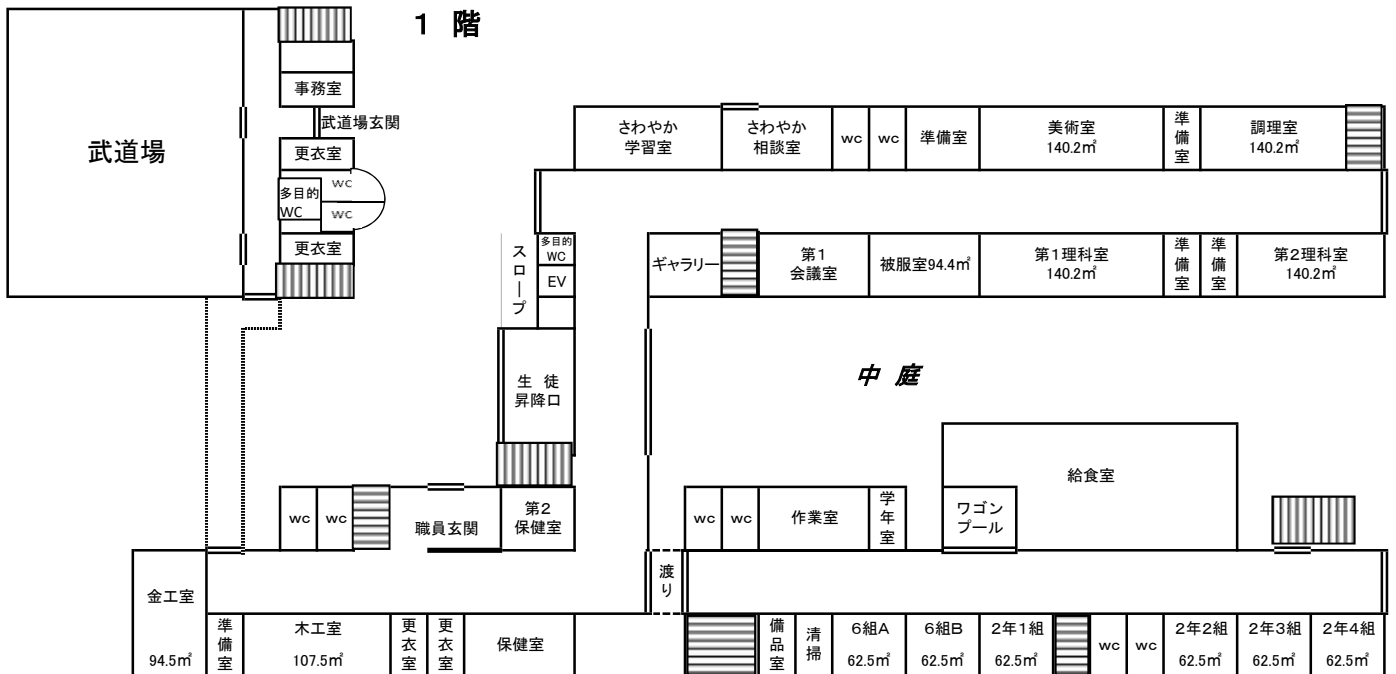 1 階
事務室
武道場玄関
武道場
更衣室
多目的
WC
WC
WC
更衣室
さわやか
学習室
さわやか
相談室
WC
WC
準備室
美術室
140.2㎡
準備室
調理室
140.2㎡
スロープ
多目的
WC
EV
ギャラリー
第1
会議室
被服室94.4㎡
第1理科室
140.2㎡
準備室
準備室
第2理科室
140.2㎡
生 徒
昇降口
中 庭
給食室
WC
WC
職員玄関
第2
保健室
WC
WC
作業室
学年室
ワゴン
プール
渡り
金工室
94.5㎡
準備室
木工室
107.5㎡
更衣室
更衣室
保健室
備品室
清掃
6組A
62.5㎡
6組B
62.5㎡
2年1組
62.5㎡
WC
WC
2年2組
62.5㎡
2年3組
62.5㎡
2年4組
62.5㎡